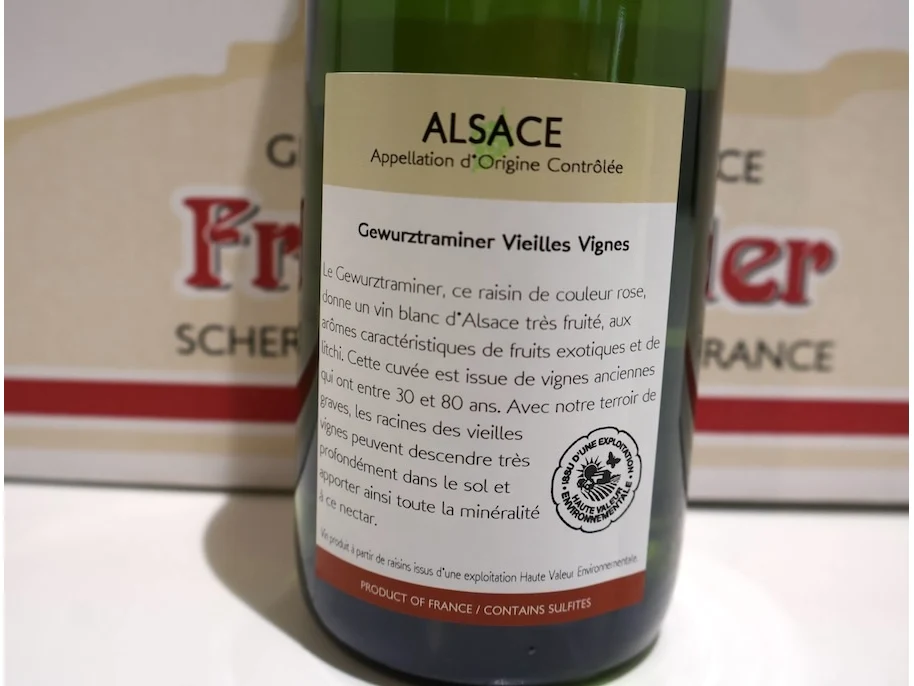 ALSACE
Appellation d'Origine Contrôlée
Gewurztraminer Vieilles Vignes
Le Gewurztraminer, ce raisin de couleur rose,
donne un vin blanc d'Alsace très fruité, aux
arômes caractéristiques de fruits exotiques et de
litchi. Cette cuvée est issue de vignes anciennes
qui ont entre 30 et 80 ans. Avec notre terroir de
graves, les racines des vieilles
vignes peuvent descendre très
profondément dans le sol et
apporter ainsi toute la minéralité
à ce nectar.
ISSU D'UNE EXPLOITATION
HAUTE VALEUR
ENVIRONNEMENTALE
Vin produit à partir de raisins issus d'une exploitation Haute Valeur Environnementale.
PRODUCT OF FRANCE / CONTAINS SULFITES